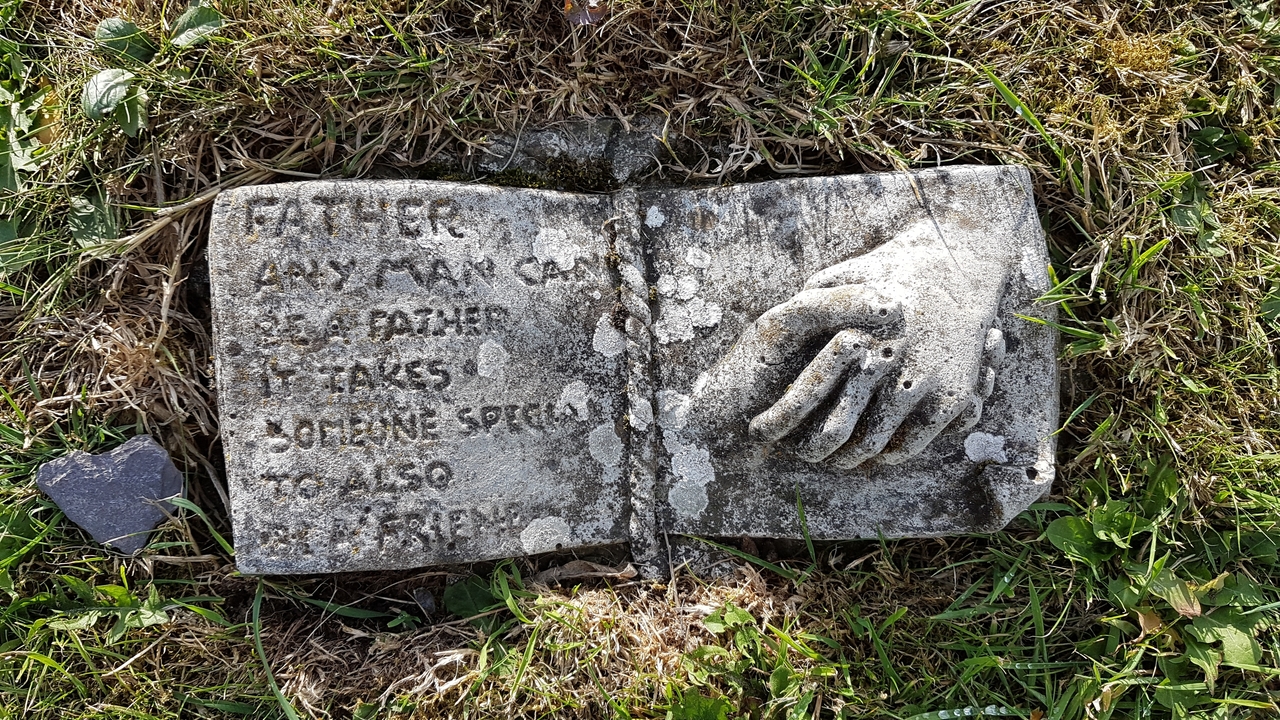 FATHER
ANY MAN CAN
BE A FATHER
IT TAKES
SOMEONE SPECIAL
TO ALSO
BE A FRIEND